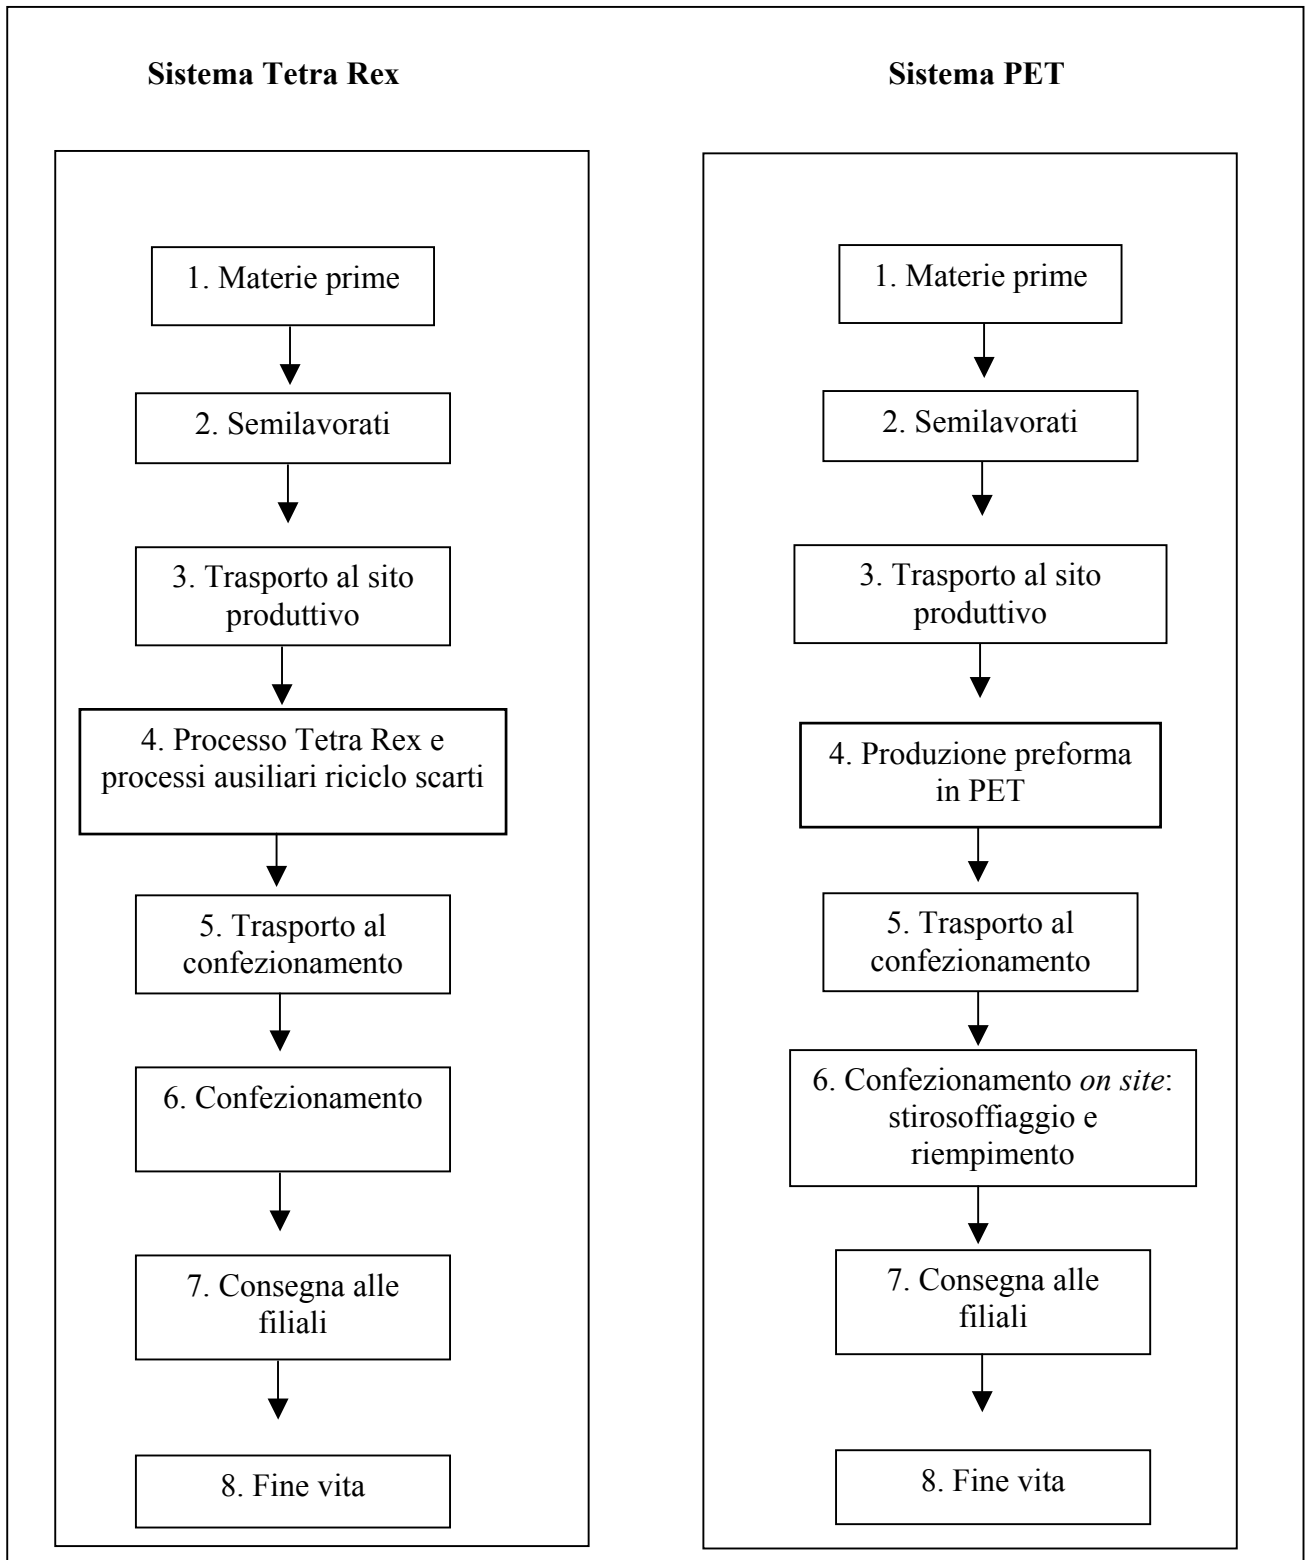 Sistema Tetra Rex
1. Materie prime
2. Semilavorati
3. Trasporto al sito
produttivo
4. Processo Tetra Rex e
processi ausiliari riciclo scarti
5. Trasporto al
confezionamento
6. Confezionamento
7. Consegna alle
filiali
8. Fine vita
Sistema PET
1. Materie prime
2. Semilavorati
3. Trasporto al sito
produttivo
4. Produzione preforma
in PET
5. Trasporto al
confezionamento
6. Confezionamento on site:
stirosoffiaggio e
riempimento
7. Consegna alle
filiali
8. Fine vita